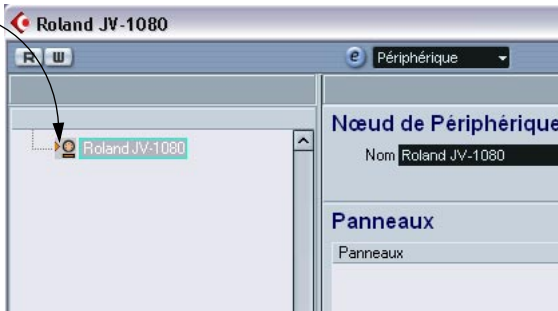 Roland JV-1080
R W e Périphérique
Nœud de Périphérique
Roland JV-1080
Nom Roland JV-1080
Panneaux
Panneaux